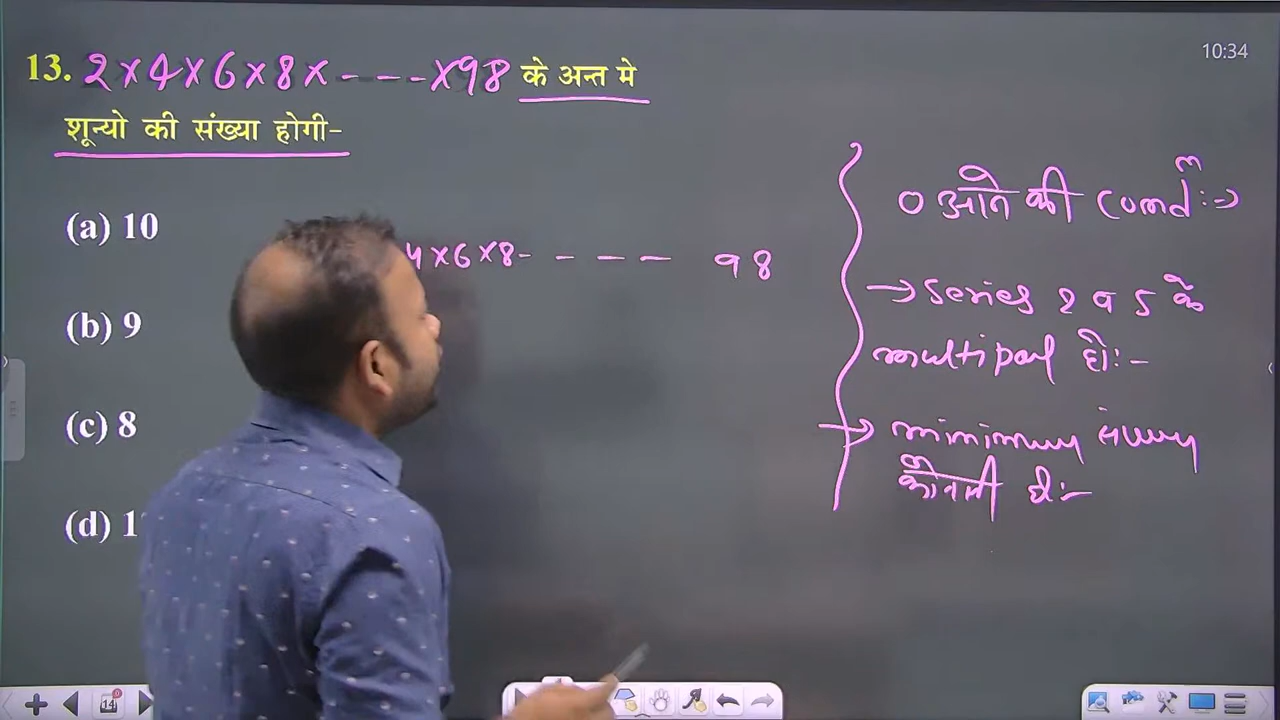 10:34
13. 2×4×6×8×----×98 के अन्त मे
शून्यो की संख्या होगी-
(a) 10
(b) 9
(c) 8
(d) 1
4×6×8- ---- 98
0 आने की condn:→
→ series 2 व 5 के
multipal हो:-
→ minimum संख्या
कौनसी है:-
14